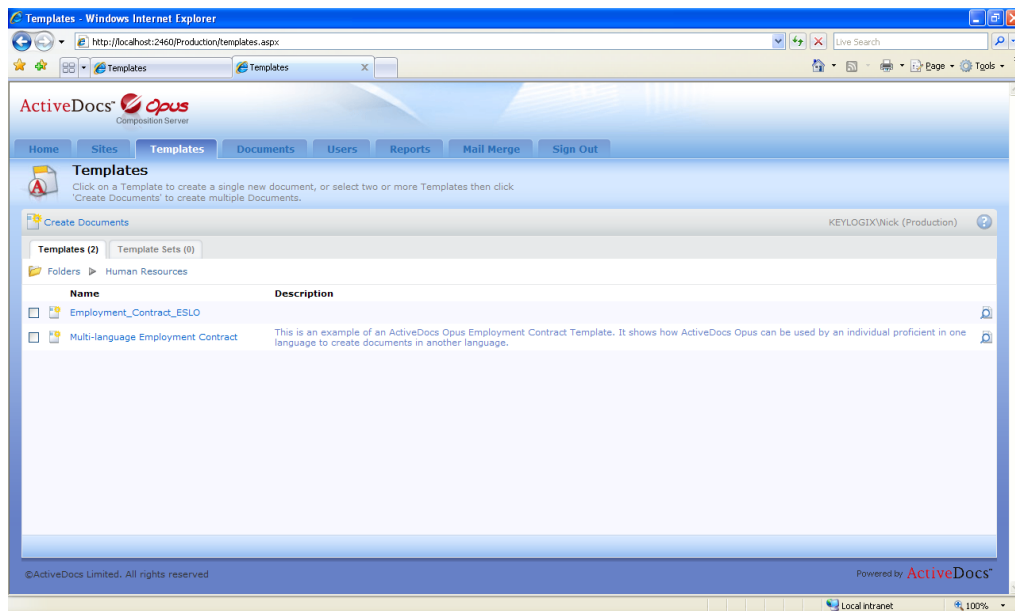 Templates - Windows Internet Explorer
http://localhost:2460/Production/templates.aspx
Live Search
Templates
Templates
Page
Tools
ActiveDocs Opus
Composition Server
Home Sites Templates Documents Users Reports Mail Merge Sign Out
Templates
Click on a Template to create a single new document, or select two or more Templates then click
'Create Documents' to create multiple Documents.
Create Documents
KEYLOGIX\Nick (Production)
Templates (2) Template Sets (0)
Folders Human Resources
Name Description
Employment_Contract_ESLO
Multi-language Employment Contract
This is an example of an ActiveDocs Opus Employment Contract Template. It shows how ActiveDocs Opus can be used by an individual proficient in one
language to create documents in another language.
©ActiveDocs Limited. All rights reserved
Powered by ActiveDocs
Local intranet
100%